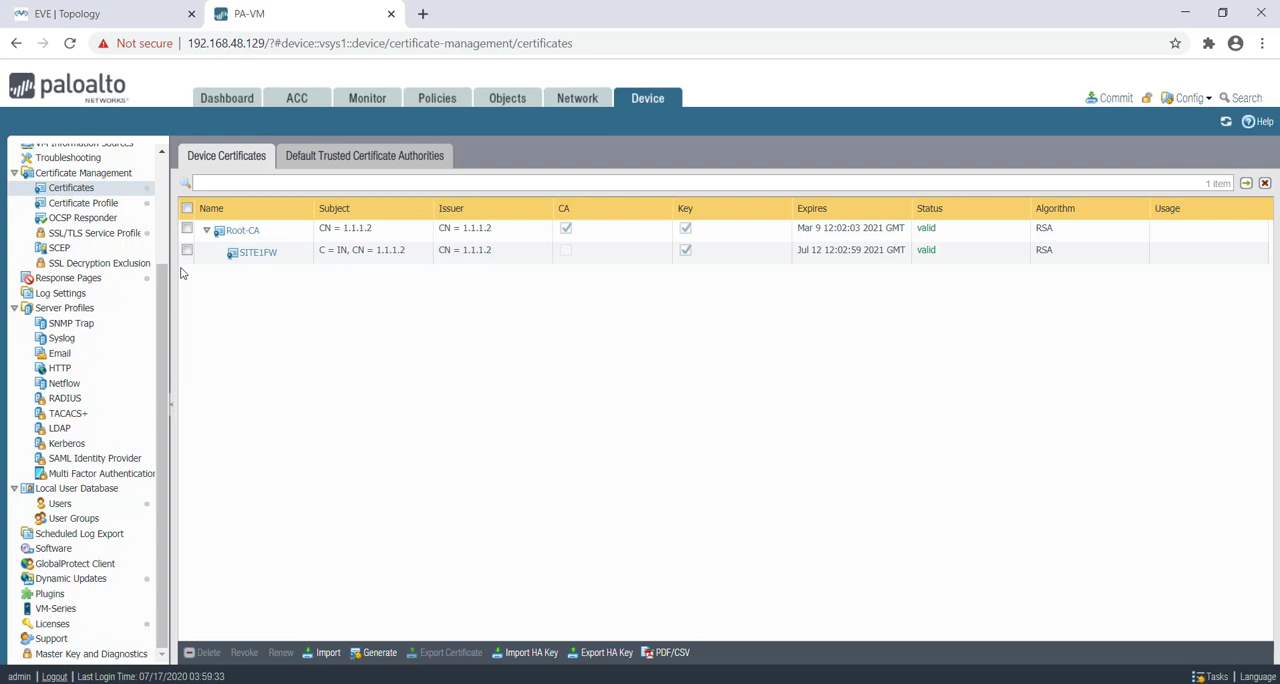 EVE | Topology
PA-VM
Not secure | 192.168.48.129/?#device::vsys1::device/certificate-management/certificates
paloalto
NETWORKS
Dashboard ACC Monitor Policies Objects Network Device
Commit Config Search
Help
VM Information Sources
Troubleshooting
Certificate Management
Certificates
Certificate Profile
OCSP Responder
SSL/TLS Service Profile
SCEP
SSL Decryption Exclusion
Response Pages
Log Settings
Server Profiles
SNMP Trap
Syslog
Email
HTTP
Netflow
RADIUS
TACACS+
LDAP
Kerberos
SAML Identity Provider
Multi Factor Authentication
Local User Database
Users
User Groups
Scheduled Log Export
Software
GlobalProtect Client
Dynamic Updates
Plugins
VM-Series
Licenses
Support
Master Key and Diagnostics
Device Certificates Default Trusted Certificate Authorities
1 item
Name Subject Issuer CA Key Expires Status Algorithm Usage
Root-CA CN = 1.1.1.2 CN = 1.1.1.2 Mar 9 12:02:03 2021 GMT valid RSA
SITE1FW C = IN, CN = 1.1.1.2 CN = 1.1.1.2 Jul 12 12:02:59 2021 GMT valid RSA
Delete Revoke Renew Import Generate Export Certificate Import HA Key Export HA Key PDF/CSV
admin | Logout | Last Login Time: 07/17/2020 03:59:33
Tasks | Language